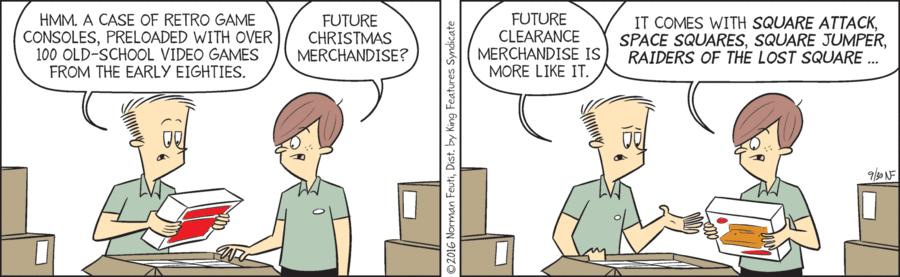 HMM. A CASE OF RETRO GAME
CONSOLES, PRELOADED WITH OVER
100 OLD-SCHOOL VIDEO GAMES
FROM THE EARLY EIGHTIES.
FUTURE
CHRISTMAS
MERCHANDISE?
©2016 Norman Feuti, Dist. by King Features Syndicate
FUTURE
CLEARANCE
MERCHANDISE IS
MORE LIKE IT.
IT COMES WITH SQUARE ATTACK,
SPACE SQUARES, SQUARE JUMPER,
RAIDERS OF THE LOST SQUARE ...
9/30 NF